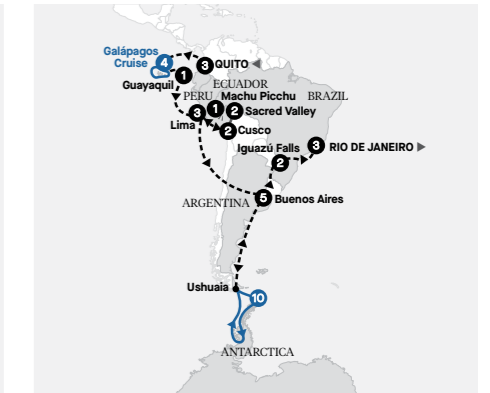 Galápagos
Cruise
4
3 QUITO
1
Guayaquil
ECUADOR
PERU
Machu Picchu
BRAZIL
1
2 Sacred Valley
3
Lima
2 Cusco
Iguazú Falls
2
3 RIO DE JANEIRO
ARGENTINA
5 Buenos Aires
Ushuaia
10
ANTARCTICA